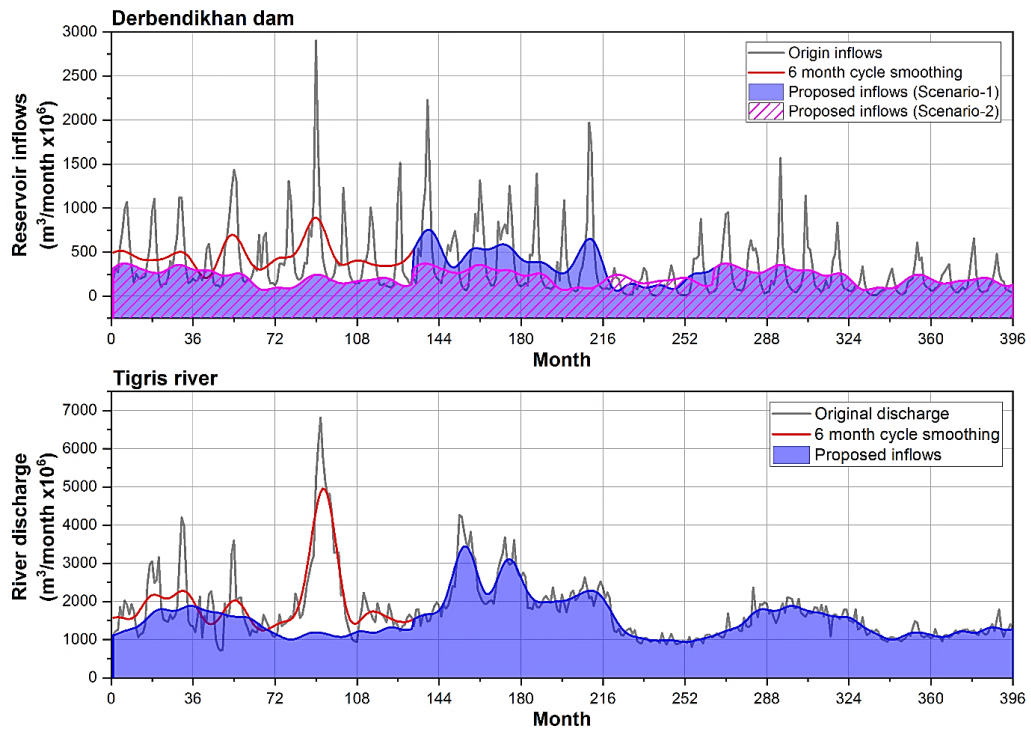 Derbendikhan dam
Reservoir inflows
(m³/month x10⁶)
3000
2500
2000
1500
1000
500
0
Origin inflows
6 month cycle smoothing
Proposed inflows (Scenario-1)
Proposed inflows (Scenario-2)
0 36 72 108 144 180 216 252 288 324 360 396
Month
Tigris river
River discharge
(m³/month x10⁶)
7000
6000
5000
4000
3000
2000
1000
0
Original discharge
6 month cycle smoothing
Proposed inflows
0 36 72 108 144 180 216 252 288 324 360 396
Month